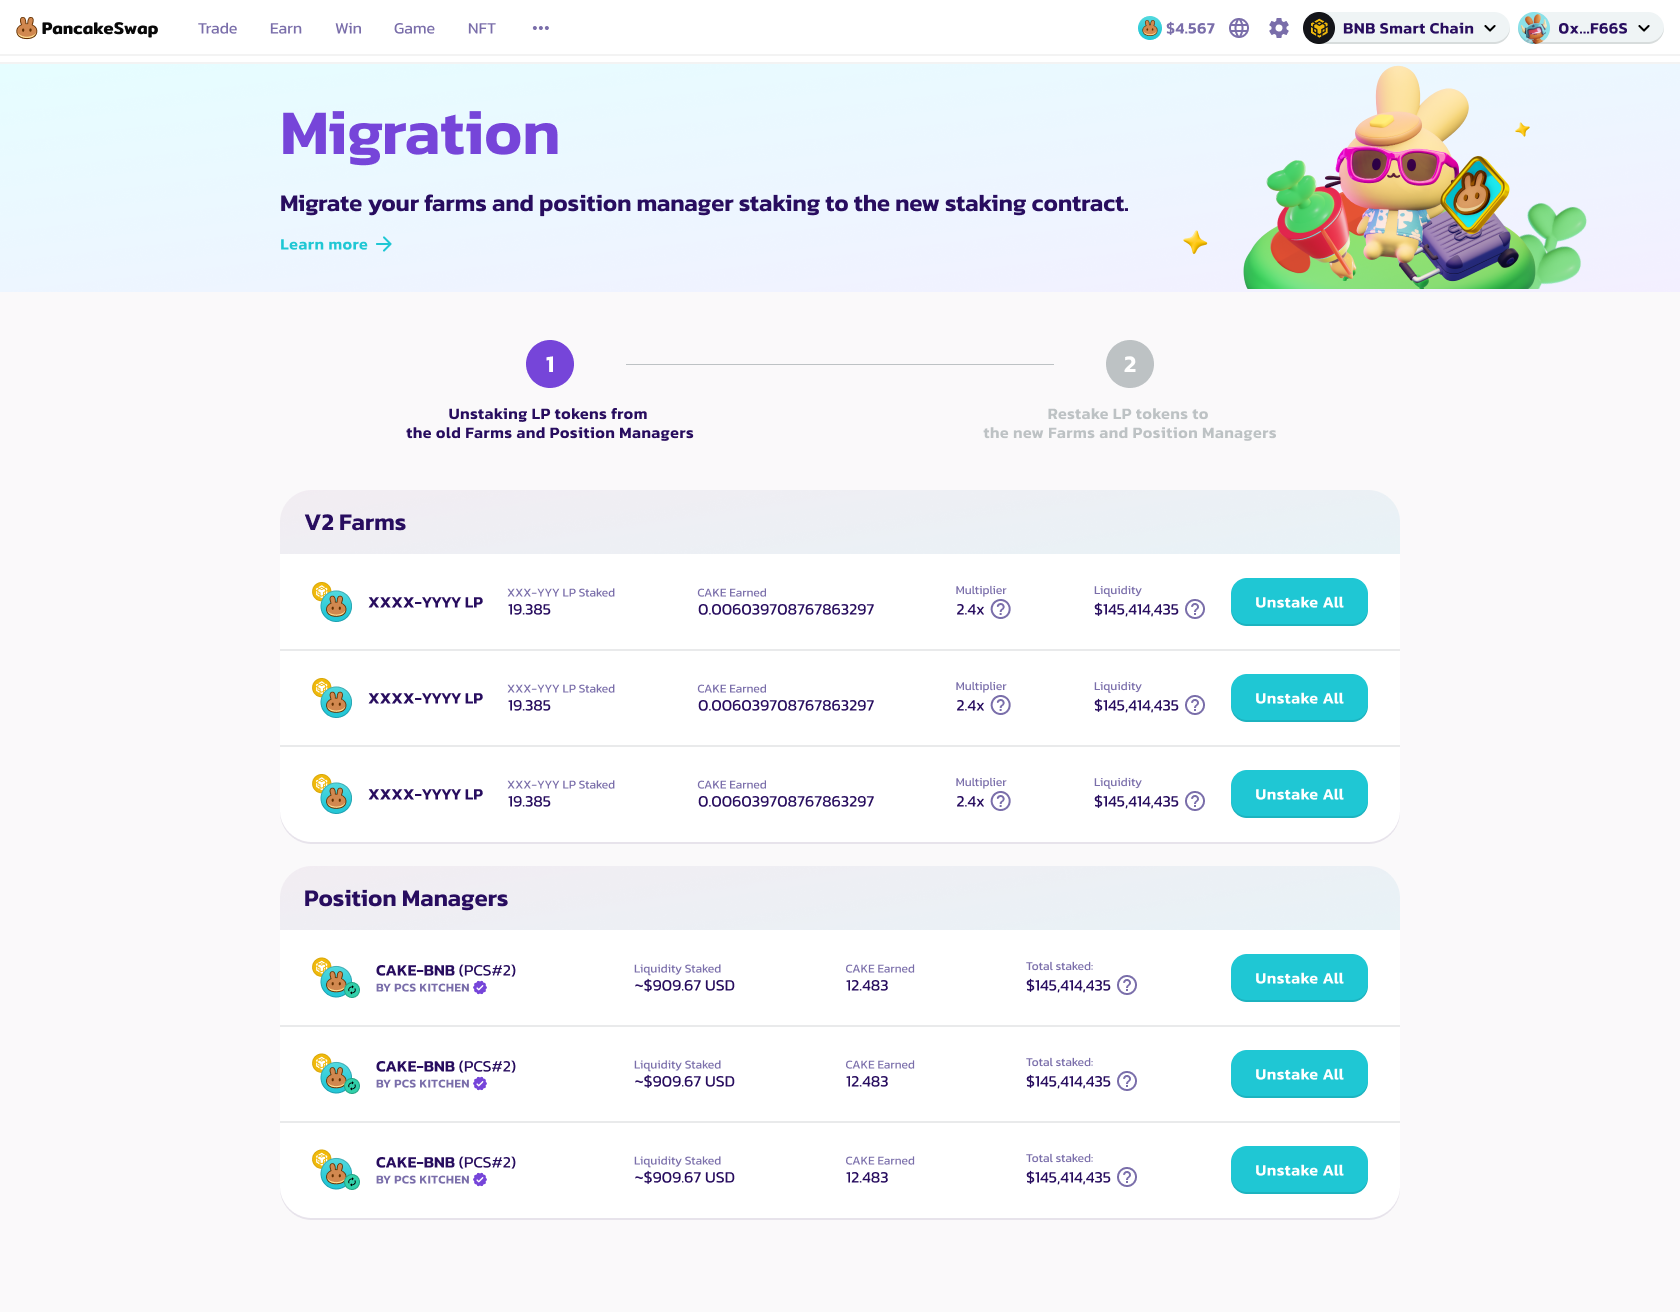 PancakeSwap
Trade Earn Win Game NFT
$4.567
BNB Smart Chain
0x...F66S
Migration
Migrate your farms and position manager staking to the new staking contract.
Learn more
1
2
Unstaking LP tokens from
the old Farms and Position Managers
Restake LP tokens to
the new Farms and Position Managers
V2 Farms
XXXX-YYYY LP
XXX-YYY LP Staked
19.385
CAKE Earned
0.006039708767863297
Multiplier
2.4x
Liquidity
$145,414,435
Unstake All
XXXX-YYYY LP
XXX-YYY LP Staked
19.385
CAKE Earned
0.006039708767863297
Multiplier
2.4x
Liquidity
$145,414,435
Unstake All
XXXX-YYYY LP
XXX-YYY LP Staked
19.385
CAKE Earned
0.006039708767863297
Multiplier
2.4x
Liquidity
$145,414,435
Unstake All
Position Managers
CAKE-BNB (PCS#2)
BY PCS KITCHEN
Liquidity Staked
~$909.67 USD
CAKE Earned
12.483
Total staked:
$145,414,435
Unstake All
CAKE-BNB (PCS#2)
BY PCS KITCHEN
Liquidity Staked
~$909.67 USD
CAKE Earned
12.483
Total staked:
$145,414,435
Unstake All
CAKE-BNB (PCS#2)
BY PCS KITCHEN
Liquidity Staked
~$909.67 USD
CAKE Earned
12.483
Total staked:
$145,414,435
Unstake All